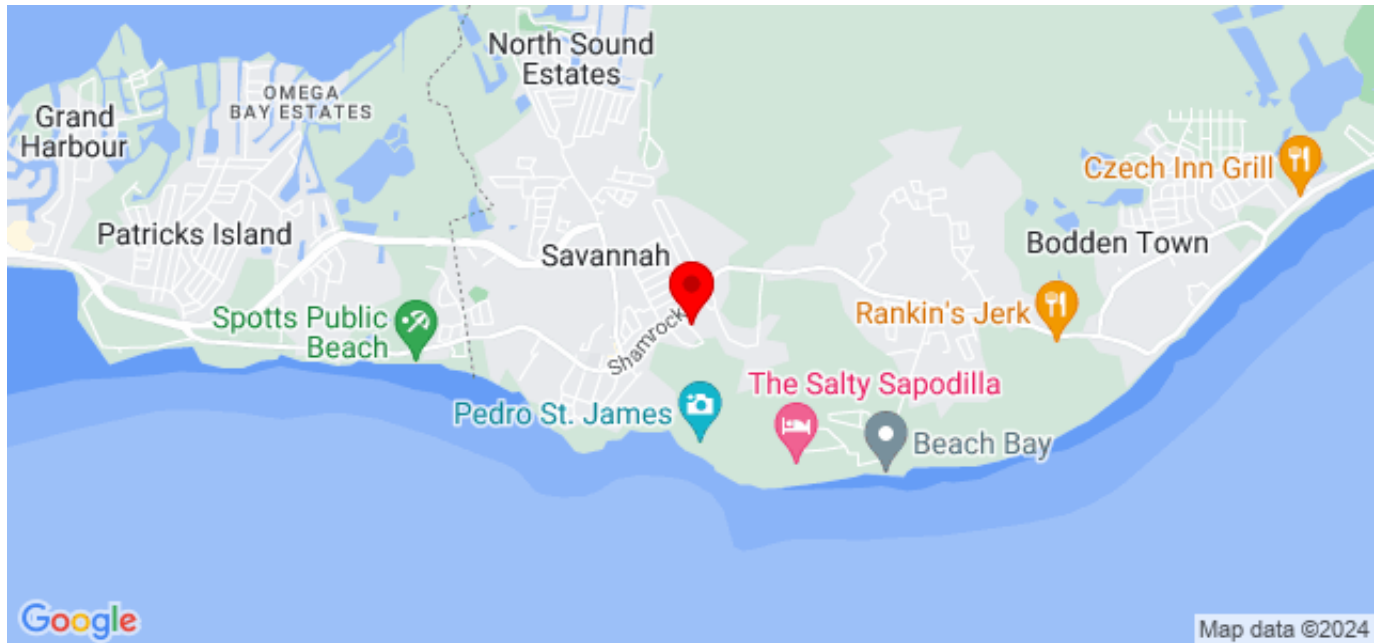 North Sound
Estates
OMEGA
BAY ESTATES
Grand
Harbour
Czech Inn Grill
Patricks Island
Bodden Town
Savannah
Spotts Public
Beach
Shamrock
Rankin's Jerk
The Salty Sapodilla
Pedro St. James
Beach Bay
Google
Map data ©2024